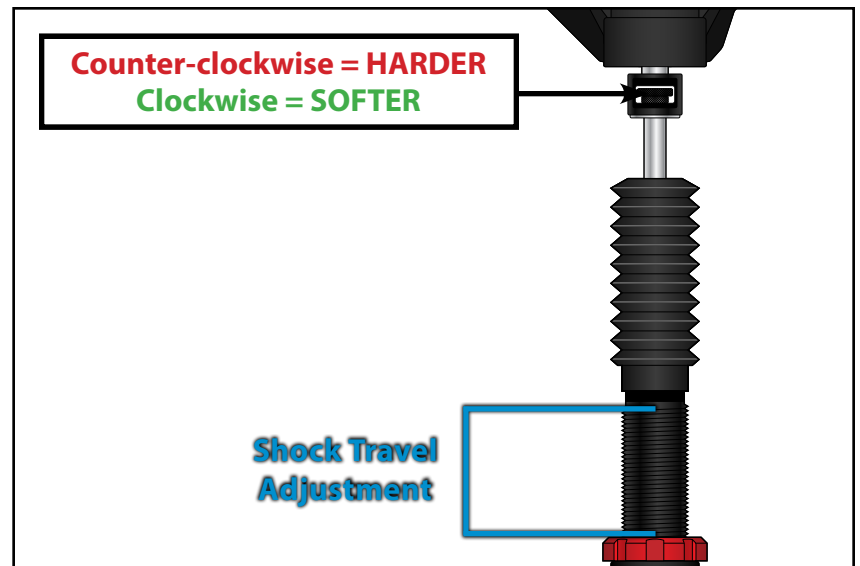 Counter-clockwise = HARDER
Clockwise = SOFTER
Shock Travel
Adjustment